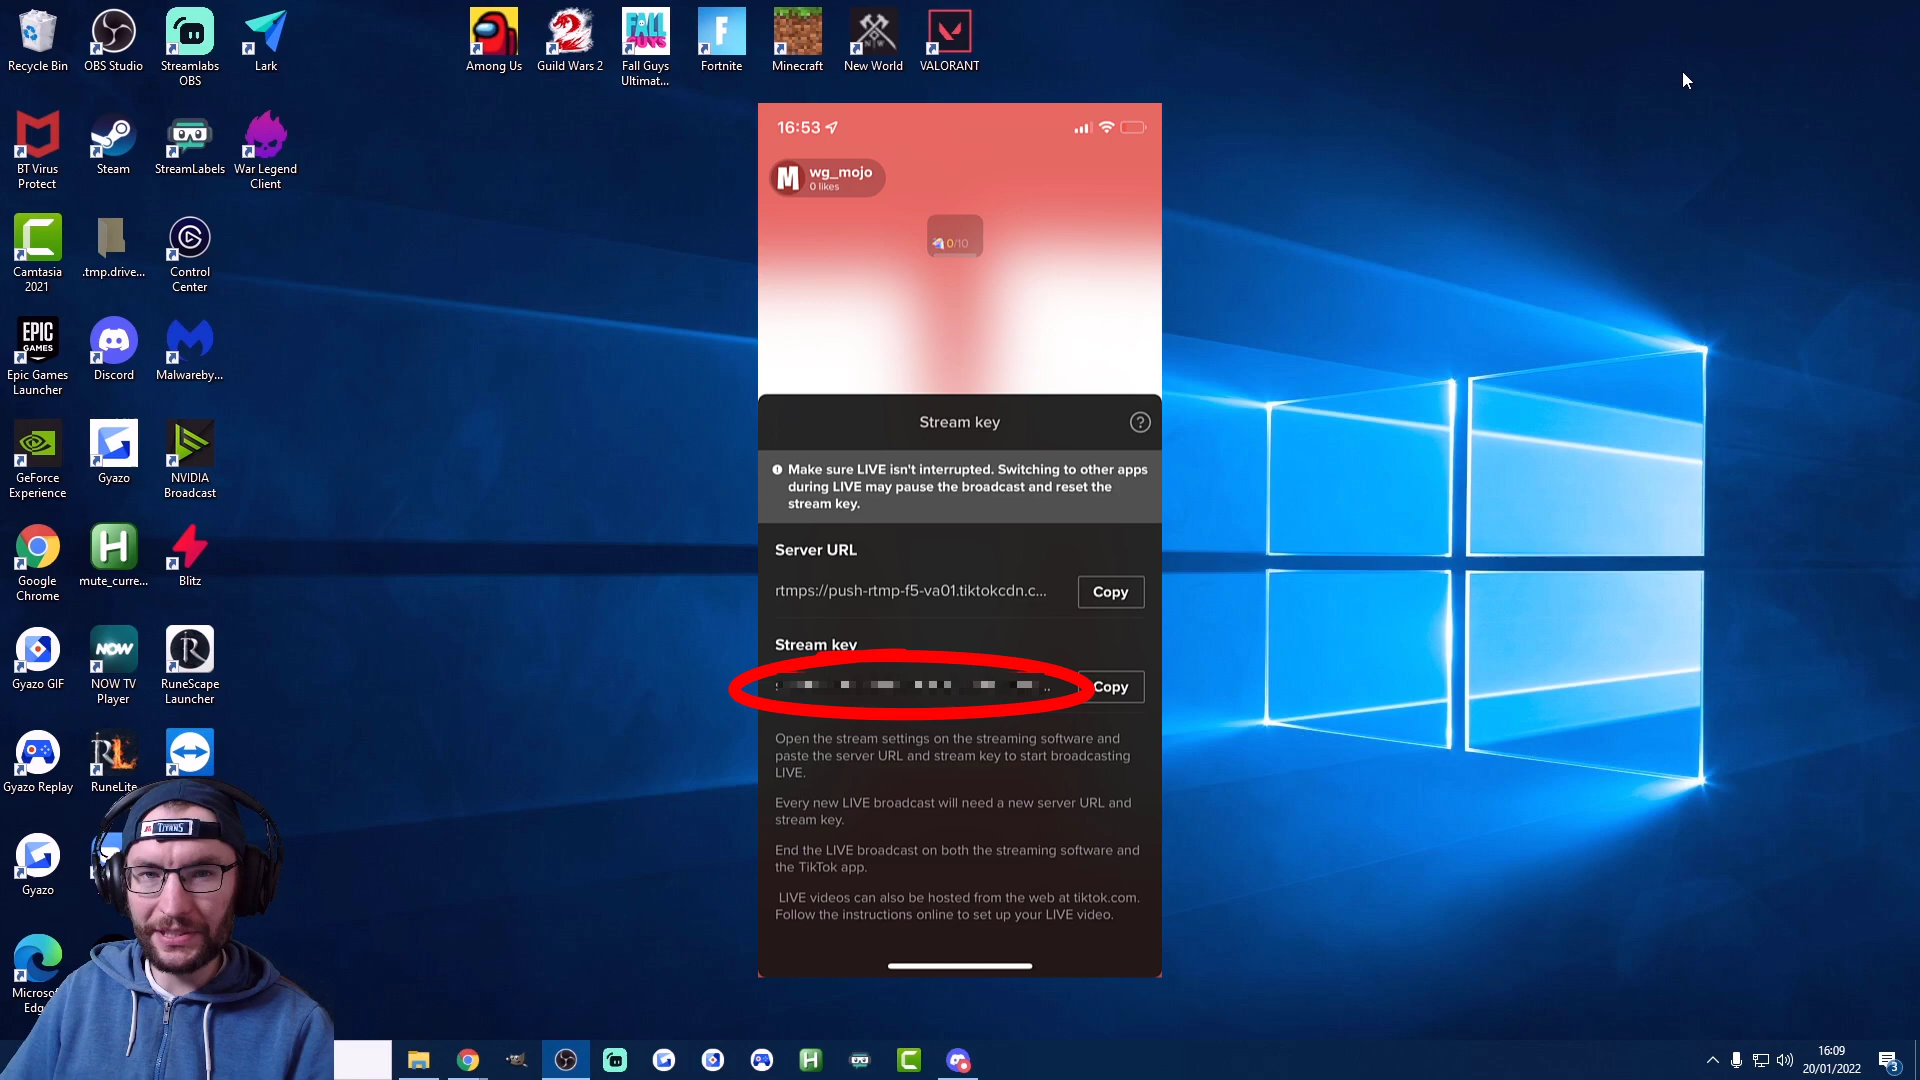 Recycle Bin
OBS Studio
Streamlabs
OBS
Lark
Among Us
Guild Wars 2
FALL
GUYS
Fall Guys
Ultimat...
Fortnite
Minecraft
New World
VALORANT
BT Virus
Protect
Steam
StreamLabels
War Legend
Client
Camtasia
2021
.tmp.drive...
Control
Center
EPIC
GAMES
Epic Games
Launcher
Discord
Malwareby...
GeForce
Experience
Gyazo
NVIDIA
Broadcast
Google
Chrome
mute_curre...
Blitz
Gyazo GIF
NOW
NOW TV
Player
RuneScape
Launcher
Gyazo Replay
RuneLite
Gyazo
TITANS
16:53
M
wg_mojo
0 likes
0/10
Stream key
?
Make sure LIVE isn't interrupted. Switching to other apps
during LIVE may pause the broadcast and reset the
stream key.
Server URL
rtmps://push-rtmp-f5-va01.tiktokcdn.c...
Copy
Stream key
Copy
Open the stream settings on the streaming software and
paste the server URL and stream key to start broadcasting
LIVE.
Every new LIVE broadcast will need a new server URL and
stream key.
End the LIVE broadcast on both the streaming software and
the TikTok app.
LIVE videos can also be hosted from the web at tiktok.com.
Follow the instructions online to set up your LIVE video.
16:09
20/01/2022
3